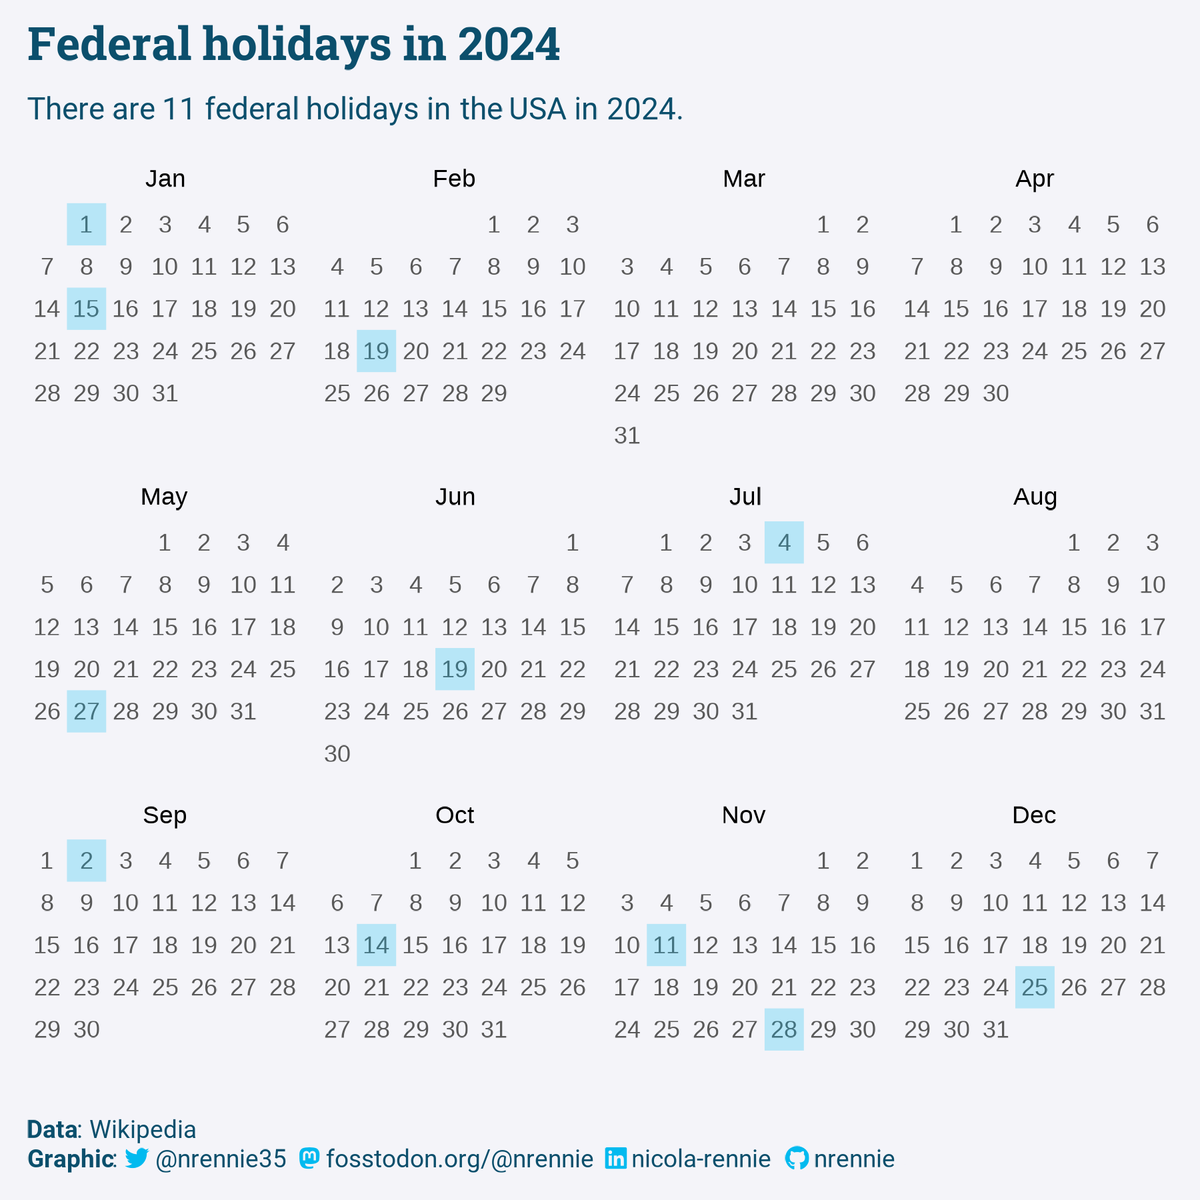 Federal holidays in 2024
There are 11 federal holidays in the USA in 2024.
Jan Feb Mar Apr
1 2 3 4 5 6 1 2 3 1 2 1 2 3 4 5 6
7 8 9 10 11 12 13 4 5 6 7 8 9 10 3 4 5 6 7 8 9 7 8 9 10 11 12 13
14 15 16 17 18 19 20 11 12 13 14 15 16 17 10 11 12 13 14 15 16 14 15 16 17 18 19 20
21 22 23 24 25 26 27 18 19 20 21 22 23 24 17 18 19 20 21 22 23 21 22 23 24 25 26 27
28 29 30 31 25 26 27 28 29 24 25 26 27 28 29 30 28 29 30
31
May Jun Jul Aug
1 2 3 4 1 1 2 3 4 5 6 1 2 3
5 6 7 8 9 10 11 2 3 4 5 6 7 8 7 8 9 10 11 12 13 4 5 6 7 8 9 10
12 13 14 15 16 17 18 9 10 11 12 13 14 15 14 15 16 17 18 19 20 11 12 13 14 15 16 17
19 20 21 22 23 24 25 16 17 18 19 20 21 22 21 22 23 24 25 26 27 18 19 20 21 22 23 24
26 27 28 29 30 31 23 24 25 26 27 28 29 28 29 30 31 25 26 27 28 29 30 31
30
Sep Oct Nov Dec
1 2 3 4 5 6 7 1 2 3 4 5 1 2 1 2 3 4 5 6 7
8 9 10 11 12 13 14 6 7 8 9 10 11 12 3 4 5 6 7 8 9 8 9 10 11 12 13 14
15 16 17 18 19 20 21 13 14 15 16 17 18 19 10 11 12 13 14 15 16 15 16 17 18 19 20 21
22 23 24 25 26 27 28 20 21 22 23 24 25 26 17 18 19 20 21 22 23 22 23 24 25 26 27 28
29 30 27 28 29 30 31 24 25 26 27 28 29 30 29 30 31
Data: Wikipedia
Graphic: @nrennie35 fosstodon.org/@nrennie nicola-rennie nrennie